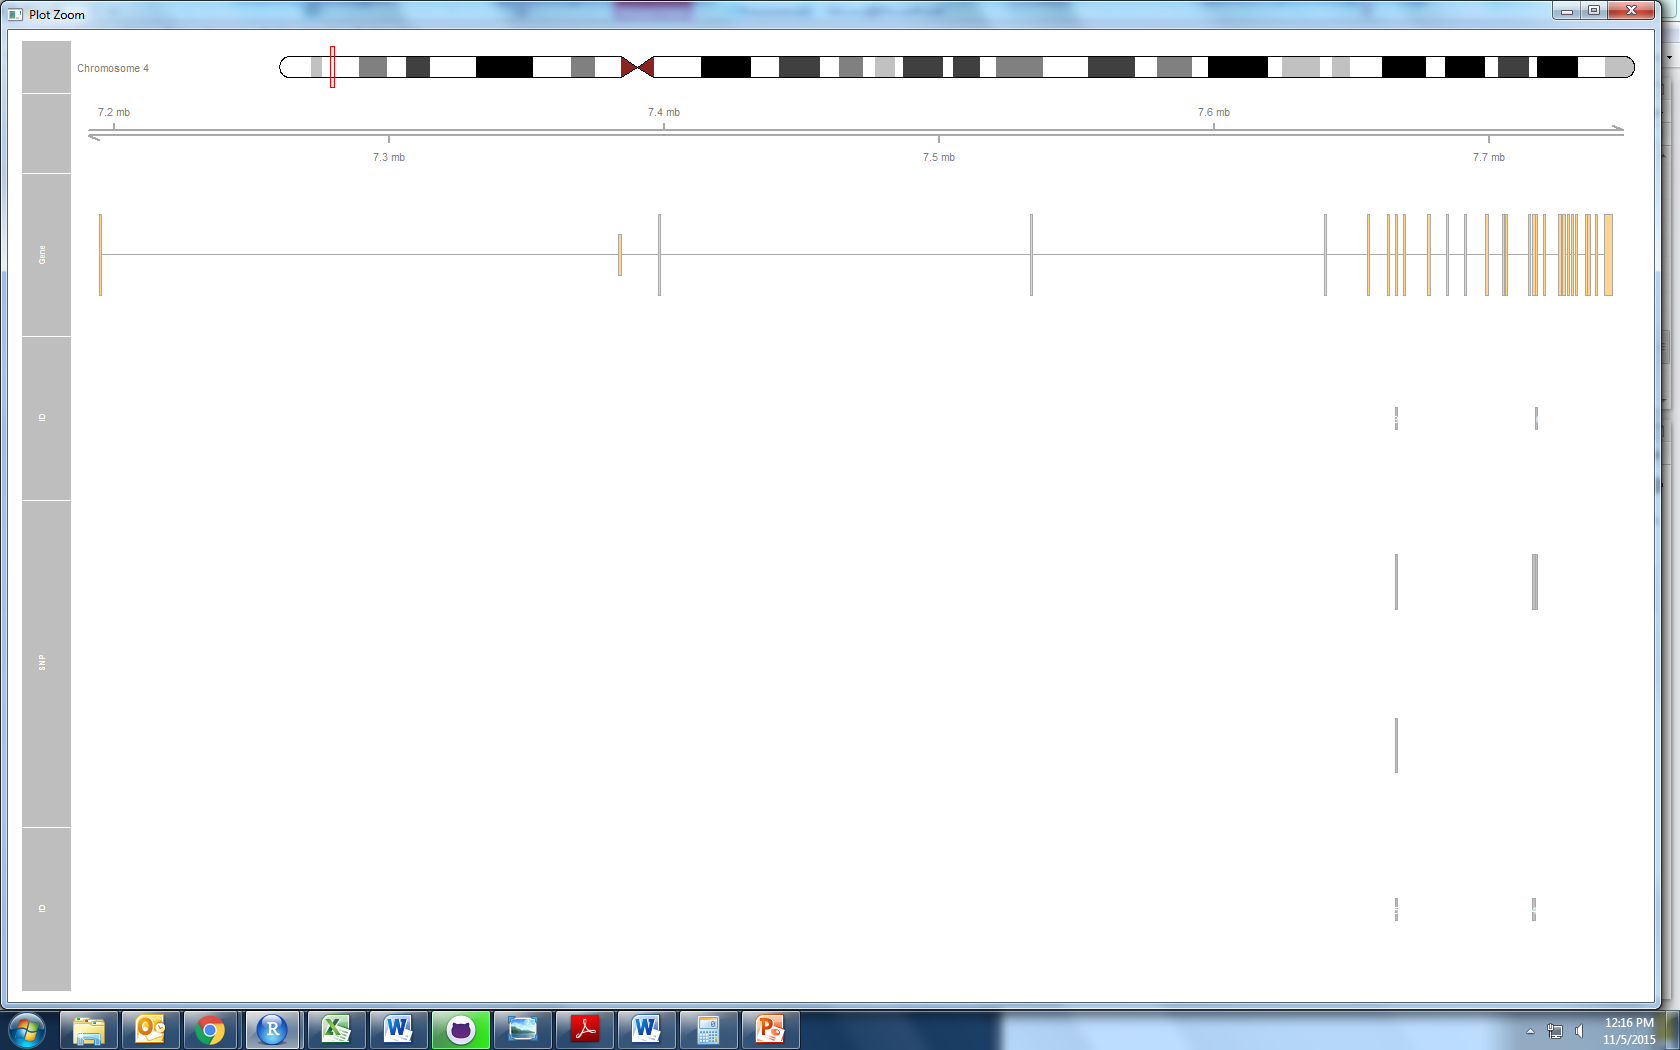 Plot Zoom
Chromosome 4
7.2 mb
7.4 mb
7.6 mb
7.3 mb
7.5 mb
7.7 mb
Gene
ID
SNP
ID
12:16 PM
11/5/2015